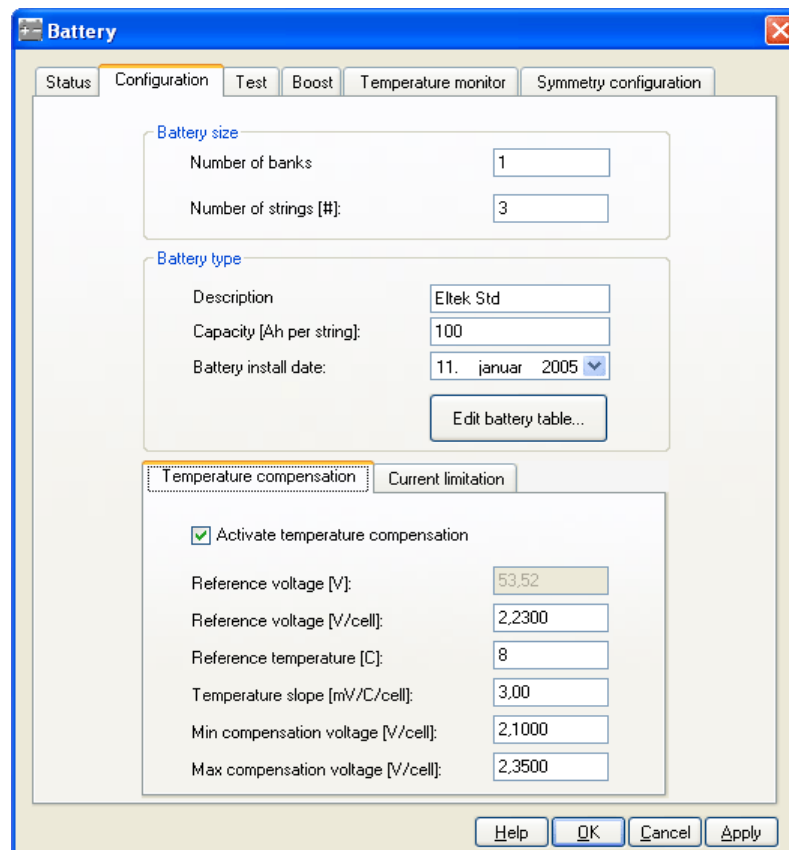 Battery
Status Configuration Test Boost Temperature monitor Symmetry configuration
Battery size
Number of banks 1
Number of strings [#]: 3
Battery type
Description Eltek Std
Capacity [Ah per string]: 100
Battery install date: 11. januar 2005
Edit battery table...
Temperature compensation Current limitation
Activate temperature compensation
Reference voltage [V]: 53,52
Reference voltage [V/cell]: 2,2300
Reference temperature [C]: 8
Temperature slope [mV/C/cell]: 3,00
Min compensation voltage [V/cell]: 2,1000
Max compensation voltage [V/cell]: 2,3500
Help OK Cancel Apply